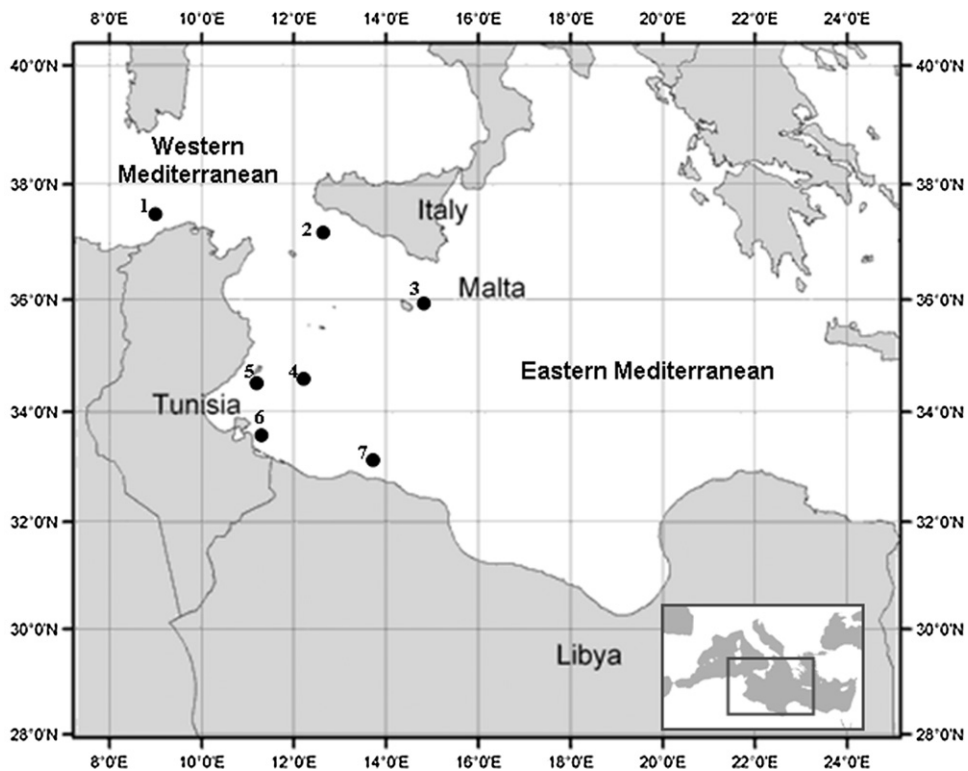 8°0'E 10°0'E 12°0'E 14°0'E 16°0'E 18°0'E 20°0'E 22°0'E 24°0'E
40°0'N 40°0'N
Western
Mediterranean
38°0'N 38°0'N
1
Italy
2
3
Malta
36°0'N 36°0'N
5 4
Eastern Mediterranean
Tunisia
34°0'N 34°0'N
6
7
32°0'N 32°0'N
30°0'N 30°0'N
Libya
28°0'N 28°0'N
8°0'E 10°0'E 12°0'E 14°0'E 16°0'E 18°0'E 20°0'E 22°0'E 24°0'E